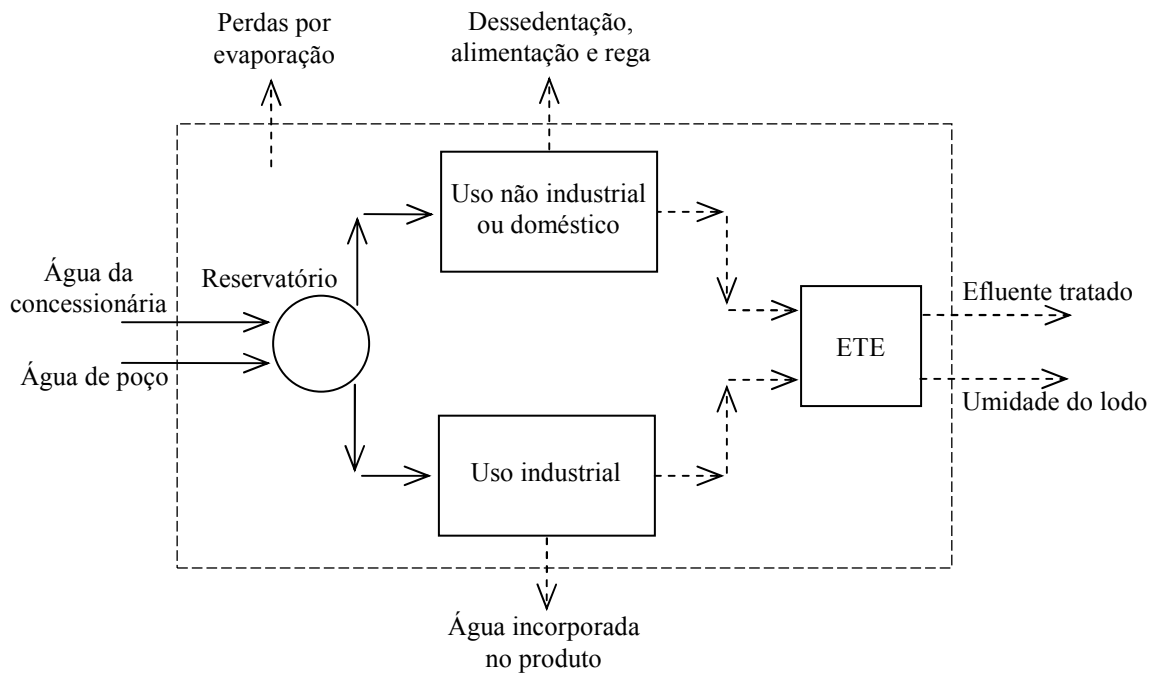 Perdas por
evaporação
Dessedentação,
alimentação e rega
Uso não industrial
ou doméstico
Água da
concessionária
Reservatório
Água de poço
ETE
Efluente tratado
Umidade do lodo
Uso industrial
Água incorporada
no produto